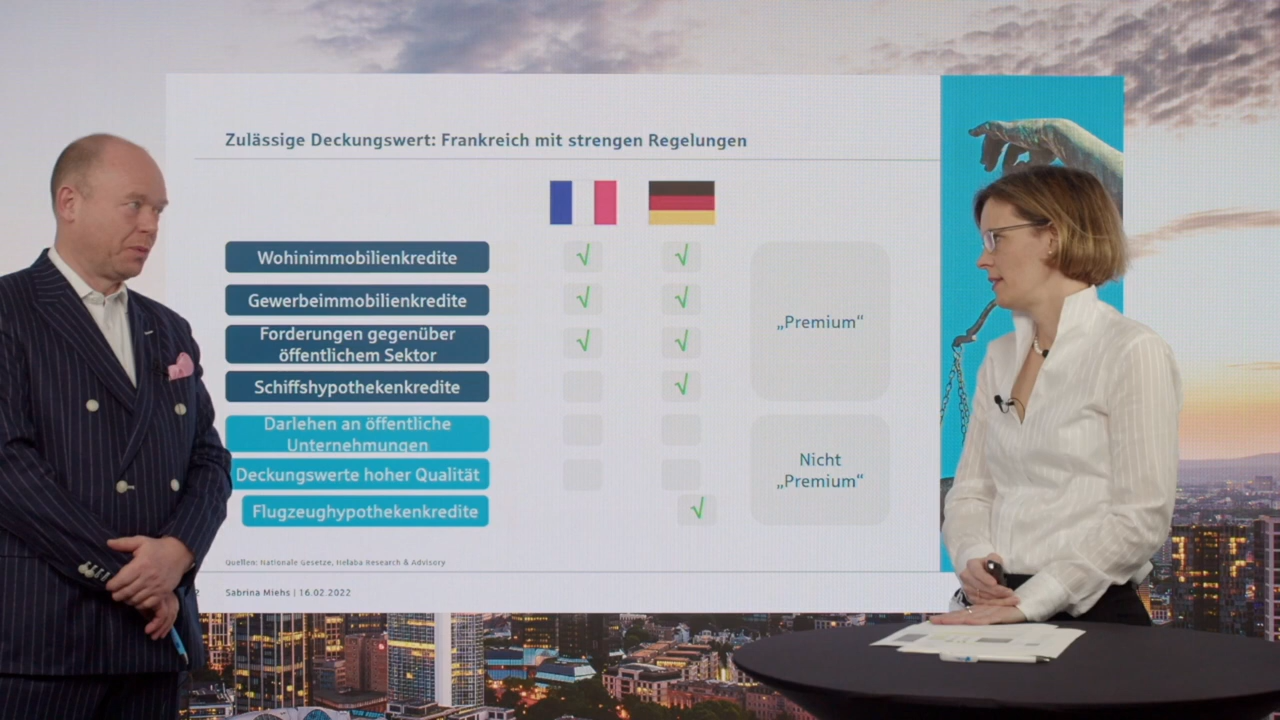 Zulässige Deckungswert: Frankreich mit strengen Regelungen
Wohinimmobilienkredite
Gewerbeimmobilienkredite
Forderungen gegenüber
öffentlichem Sektor
Schiffshypothekenkredite
„Premium“
Darlehen an öffentliche
Unternehmungen
Deckungswerte hoher Qualität
Flugzeughypothekenkredite
Nicht
„Premium“
Quellen: Nationale Gesetze, Helaba Research & Advisory
2
Sabrina Miehs | 16.02.2022